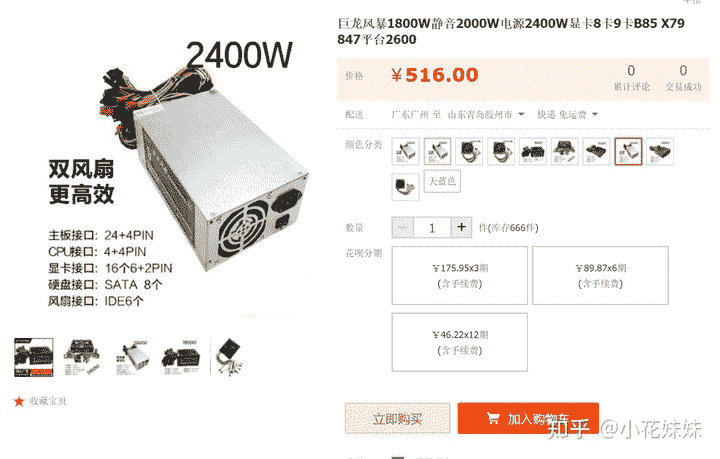 巨龙风暴1800W静音2000W电源2400W显卡8卡9卡B85 X79
847平台2600
2400W
双风扇
更高效
主板接口：24+4PIN
CPU接口：4+4PIN
显卡接口：16个6+2PIN
硬盘接口：SATA 8个
风扇接口：IDE6个
收藏宝贝
价格
￥516.00
0
累计评论
0
交易成功
配送
广东广州 至 山东青岛胶州市
快递 免运费
颜色分类
天蓝色
数量
1
件(库存666件)
花呗分期
￥175.95x3期
(含手续费)
￥89.87x6期
(含手续费)
￥46.22x12期
(含手续费)
立即购买
加入购物车
知乎 @小花妹妹